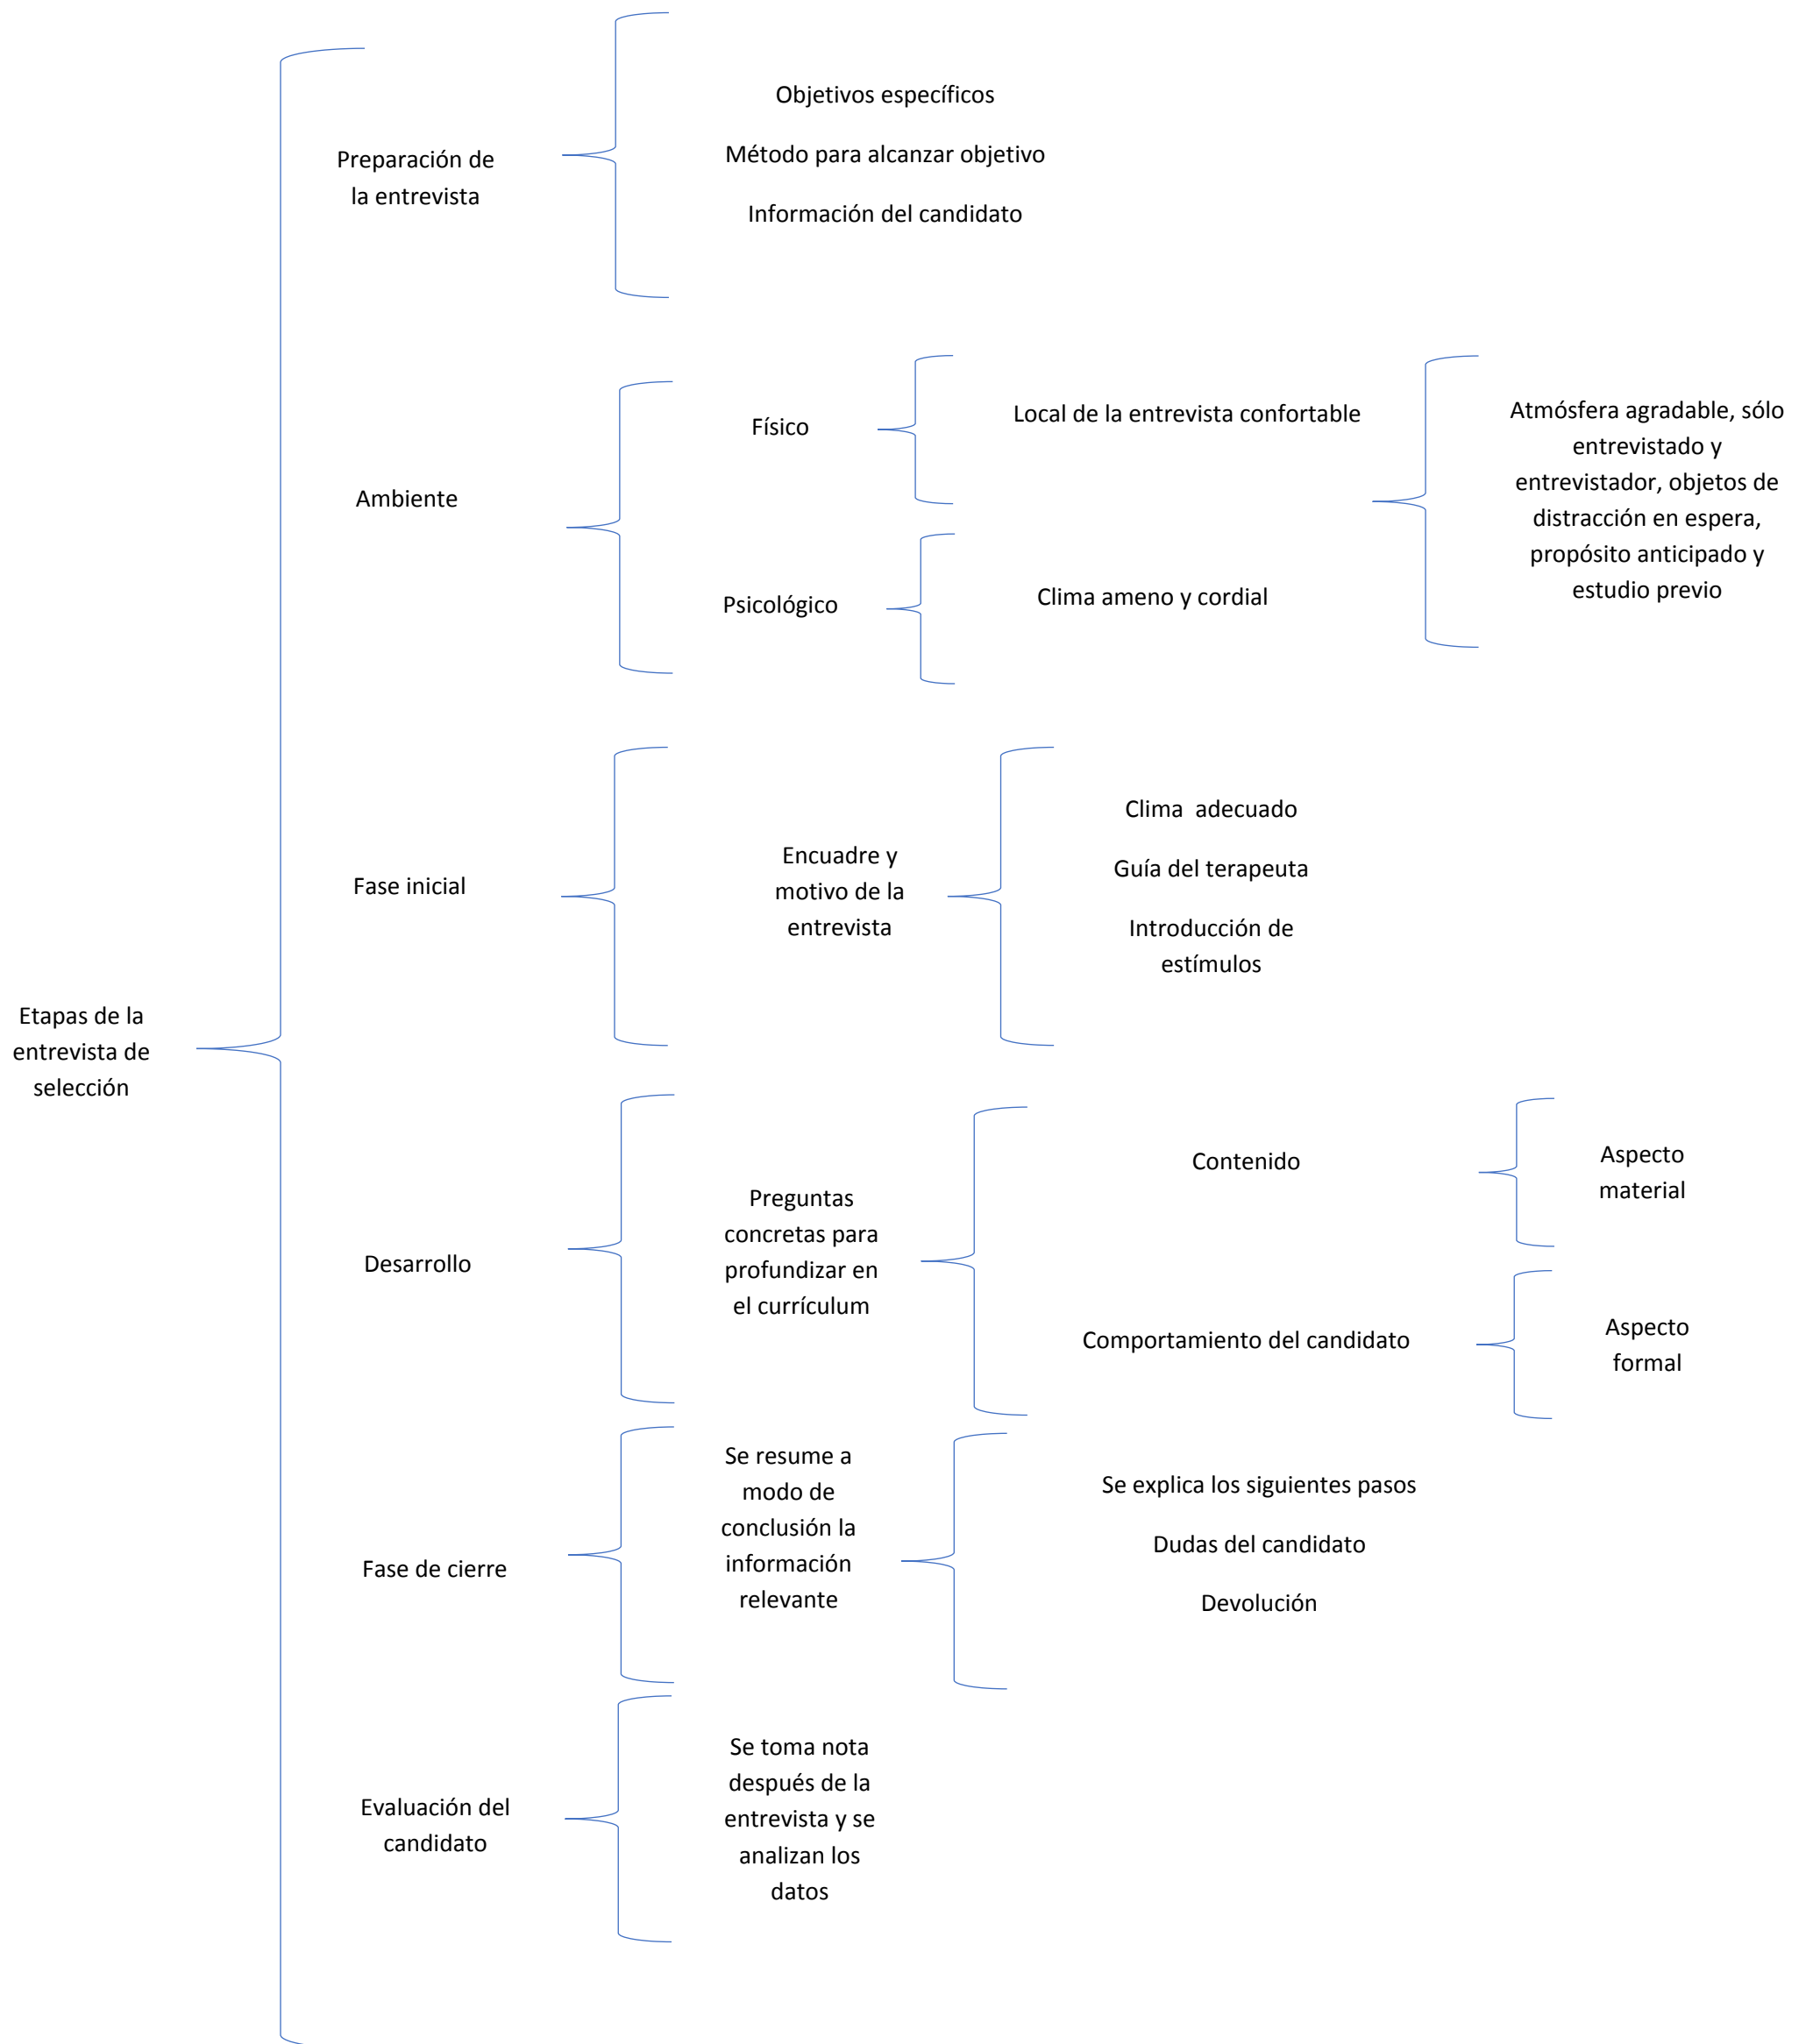 Etapas de la
entrevista de
selección
Preparación de
la entrevista
Objetivos específicos
Método para alcanzar objetivo
Información del candidato
Ambiente
Físico
Local de la entrevista confortable
Psicológico
Clima ameno y cordial
Atmósfera agradable, sólo
entrevistado y
entrevistador, objetos de
distracción en espera,
propósito anticipado y
estudio previo
Fase inicial
Encuadre y
motivo de la
entrevista
Clima  adecuado
Guía del terapeuta
Introducción de
estímulos
Desarrollo
Preguntas
concretas para
profundizar en
el currículum
Contenido
Aspecto
material
Comportamiento del candidato
Aspecto
formal
Fase de cierre
Se resume a
modo de
conclusión la
información
relevante
Se explica los siguientes pasos
Dudas del candidato
Devolución
Evaluación del
candidato
Se toma nota
después de la
entrevista y se
analizan los
datos